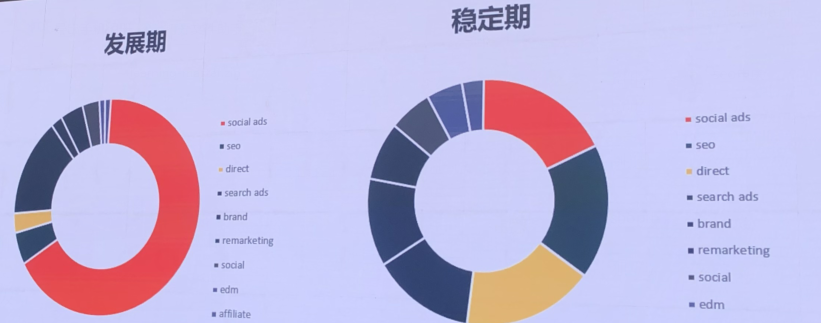 发展期
social ads
seo
direct
search ads
brand
remarketing
social
edm
affiliate
稳定期
social ads
seo
direct
search ads
brand
remarketing
social
edm